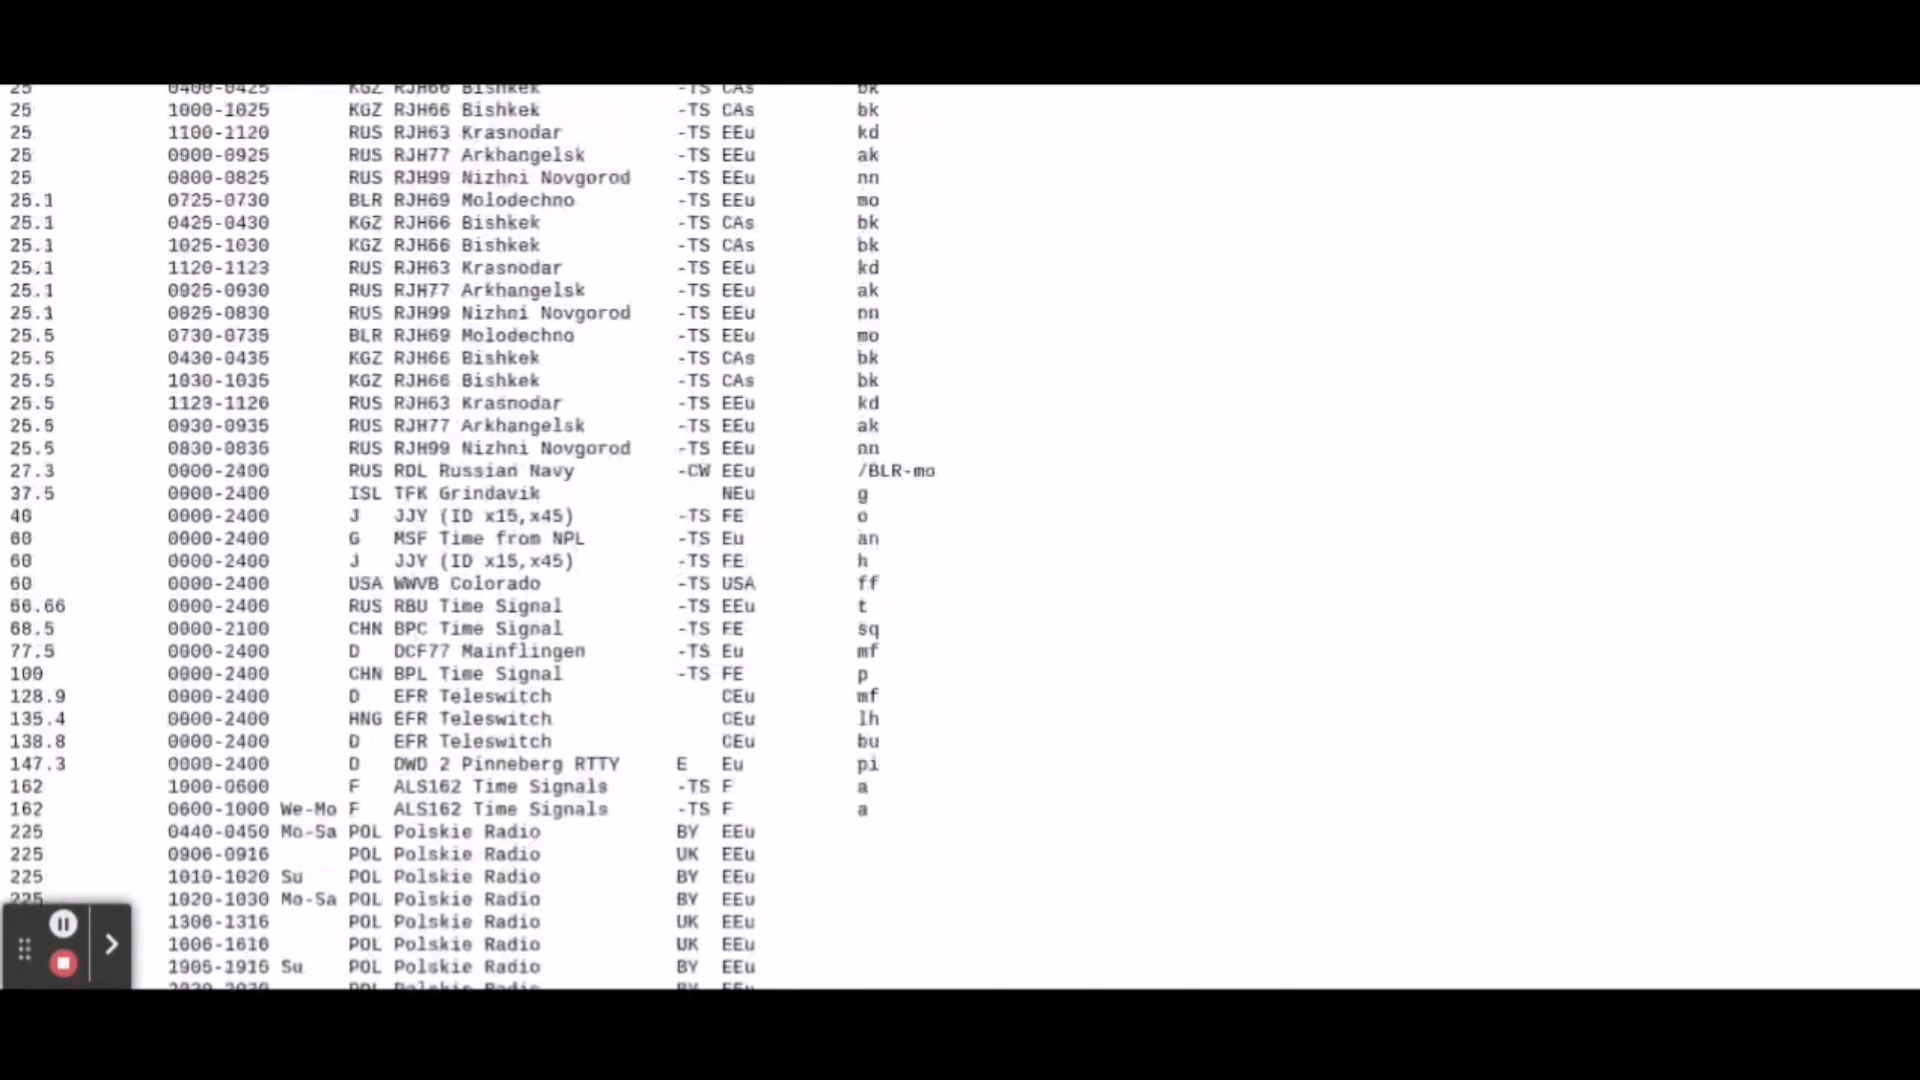 25 0400-0425 KGZ RJH66 Bishkek -TS CAs bk
25 1000-1025 KGZ RJH66 Bishkek -TS CAs bk
25 1100-1120 RUS RJH63 Krasnodar -TS EEu kd
25 0900-0925 RUS RJH77 Arkhangelsk -TS EEu ak
25 0800-0825 RUS RJH99 Nizhni Novgorod -TS EEu nn
25.1 0725-0730 BLR RJH69 Molodechno -TS EEu mo
25.1 0425-0430 KGZ RJH66 Bishkek -TS CAs bk
25.1 1025-1030 KGZ RJH66 Bishkek -TS CAs bk
25.1 1120-1123 RUS RJH63 Krasnodar -TS EEu kd
25.1 0925-0930 RUS RJH77 Arkhangelsk -TS EEu ak
25.1 0825-0830 RUS RJH99 Nizhni Novgorod -TS EEu nn
25.5 0730-0735 BLR RJH69 Molodechno -TS EEu mo
25.5 0430-0435 KGZ RJH66 Bishkek -TS CAs bk
25.5 1030-1035 KGZ RJH66 Bishkek -TS CAs bk
25.5 1123-1126 RUS RJH63 Krasnodar -TS EEu kd
25.5 0930-0935 RUS RJH77 Arkhangelsk -TS EEu ak
25.5 0830-0835 RUS RJH99 Nizhni Novgorod -TS EEu nn
27.3 0000-2400 RUS RDL Russian Navy -CW EEu /BLR-mo
37.5 0000-2400 ISL TFK Grindavik NEu g
40 0000-2400 J JJY (ID x15,x45) -TS FE o
60 0000-2400 G MSF Time from NPL -TS Eu an
60 0000-2400 J JJY (ID x15,x45) -TS FE h
60 0000-2400 USA WWVB Colorado -TS USA ff
66.66 0000-2400 RUS RBU Time Signal -TS EEu t
68.5 0000-2100 CHN BPC Time Signal -TS FE sq
77.5 0000-2400 D DCF77 Mainflingen -TS Eu mf
100 0000-2400 CHN BPL Time Signal -TS FE p
128.9 0000-2400 D EFR Teleswitch CEu mf
135.4 0000-2400 HNG EFR Teleswitch CEu lh
138.8 0000-2400 D EFR Teleswitch CEu bu
147.3 0000-2400 D DWD 2 Pinneberg RTTY E Eu pi
162 1000-0600 F ALS162 Time Signals -TS F a
162 0600-1000 We-Mo F ALS162 Time Signals -TS F a
225 0440-0450 Mo-Sa POL Polskie Radio BY EEu
225 0906-0916 POL Polskie Radio UK EEu
225 1010-1020 Su POL Polskie Radio BY EEu
225 1020-1030 Mo-Sa POL Polskie Radio BY EEu
1306-1316 POL Polskie Radio UK EEu
1606-1616 POL Polskie Radio UK EEu
1905-1915 Su POL Polskie Radio BY EEu
POL Polskie Radio BY EEu